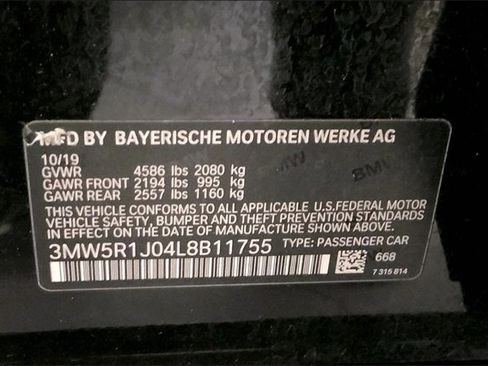 MFD BY BAYERISCHE MOTOREN WERKE AG
10/19
GVWR 4586 lbs 2080 kg
GAWR FRONT 2194 lbs 995 kg
GAWR REAR 2557 lbs 1160 kg
THIS VEHICLE CONFORMS TO ALL APPLICABLE U.S.FEDERAL MOTOR
VEHICLE SAFETY, BUMPER AND THEFT PREVENTION STANDARDS
IN EFFECT ON THE DATE OF MANUFACTURE SHOWN ABOVE.
3MW5R1J04L8B11755 TYPE: PASSENGER CAR
668
7 315 814